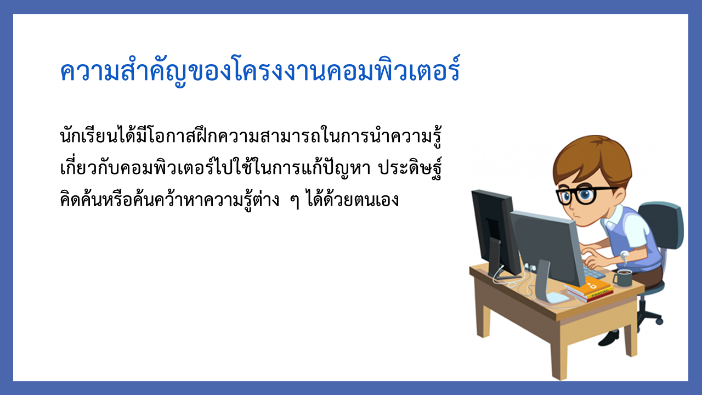 ความสำคัญของโครงงานคอมพิวเตอร์
นักเรียนได้มีโอกาสฝึกความสามารถในการนำความรู้
เกี่ยวกับคอมพิวเตอร์ไปใช้ในการแก้ปัญหา ประดิษฐ์
คิดค้นหรือค้นคว้าหาความรู้ต่าง ๆ ได้ด้วยตนเอง